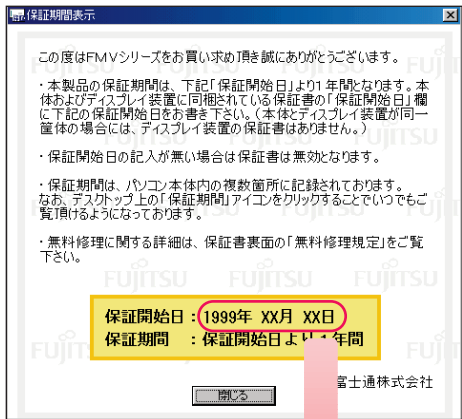 保証期間表示
この度はFMVシリーズをお買い求め頂き誠にありがとうございます。
・本製品の保証期間は、下記「保証開始日」より1年間となります。本
体およびディスプレイ装置に同梱されている保証書の「保証開始日」欄
に下記の保証開始日をお書き下さい。（本体とディスプレイ装置が同一
筐体の場合には、ディスプレイ装置の保証書はありません。）
・保証開始日の記入が無い場合は保証書は無効となります。
・保証期間は、パソコン本体内の複数箇所に記録されております。
なお、デスクトップ上の「保証期間」アイコンをクリックすることでいつでもご
覧頂けるようになっております。
・無料修理に関する詳細は、保証書裏面の「無料修理規定」をご覧
下さい。
保証開始日：1999年 XX月 XX日
保証期間　：保証開始日より1年間
富士通株式会社
閉じる